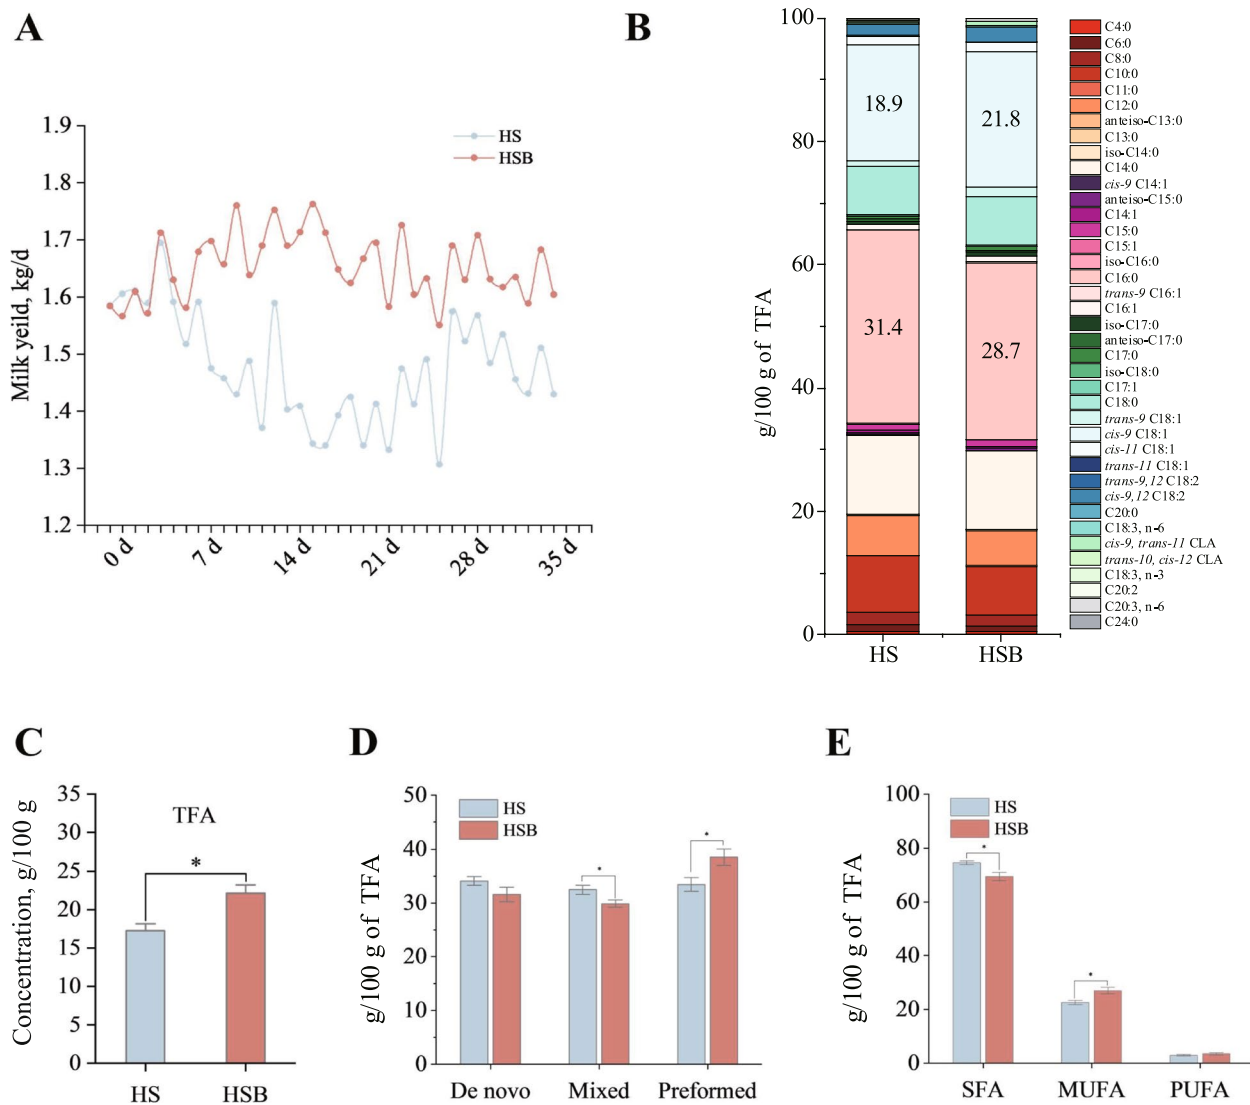 A
1.9
1.8
1.7
1.6
1.5
1.4
1.3
1.2
Milk yeild, kg/d
HS
HSB
0 d
7 d
14 d
21 d
28 d
35 d
B
100
80
60
40
20
0
g/100 g of TFA
18.9
31.4
21.8
28.7
HS
HSB
C4:0
C6:0
C8:0
C10:0
C11:0
C12:0
anteiso-C13:0
C13:0
iso-C14:0
C14:0
cis-9 C14:1
anteiso-C15:0
C14:1
C15:0
C15:1
iso-C16:0
C16:0
trans-9 C16:1
C16:1
iso-C17:0
anteiso-C17:0
C17:0
iso-C18:0
C17:1
C18:0
trans-9 C18:1
cis-9 C18:1
cis-11 C18:1
trans-11 C18:1
trans-9,12 C18:2
cis-9,12 C18:2
C20:0
C18:3, n-6
cis-9, trans-11 CLA
trans-10, cis-12 CLA
C18:3, n-3
C20:2
C20:3, n-6
C24:0
C
35
30
25
20
15
10
5
0
Concentration, g/100 g
TFA
*
HS
HSB
D
50
40
30
20
10
0
g/100 g of TFA
HS
HSB
*
*
De novo
Mixed
Preformed
E
100
80
60
40
20
0
g/100 g of TFA
HS
HSB
*
*
SFA
MUFA
PUFA